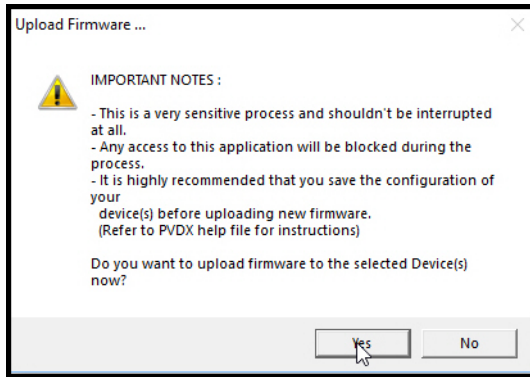 Upload Firmware ...
IMPORTANT NOTES :
- This is a very sensitive process and shouldn't be interrupted
at all.
- Any access to this application will be blocked during the
process.
- It is highly recommended that you save the configuration of
your
device(s) before uploading new firmware.
(Refer to PVDX help file for instructions)
Do you want to upload firmware to the selected Device(s)
now?
Yes
No